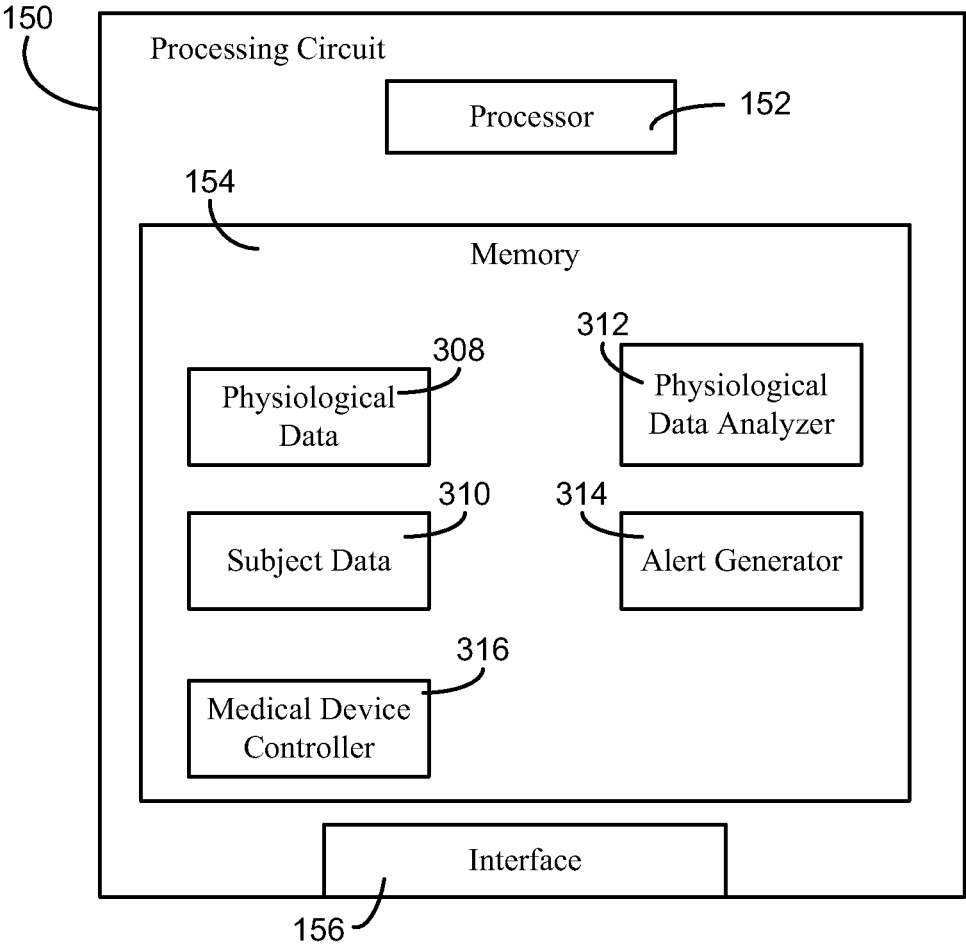 150
Processing Circuit
Processor
152
154
Memory
308
312
Physiological
Data
Physiological
Data Analyzer
310
314
Subject Data
Alert Generator
316
Medical Device
Controller
Interface
156